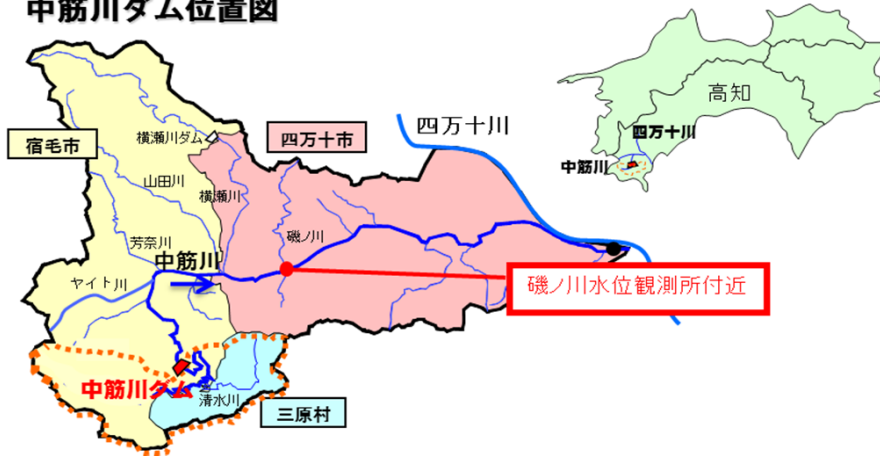 中筋川ダム位置図
高知
四万十川
中筋川
四万十川
四万十市
宿毛市
横瀬川ダム
山田川
横瀬川
芳奈川
磯ノ川
中筋川
ヤイト川
磯ノ川水位観測所付近
中筋川ダム
清水川
三原村